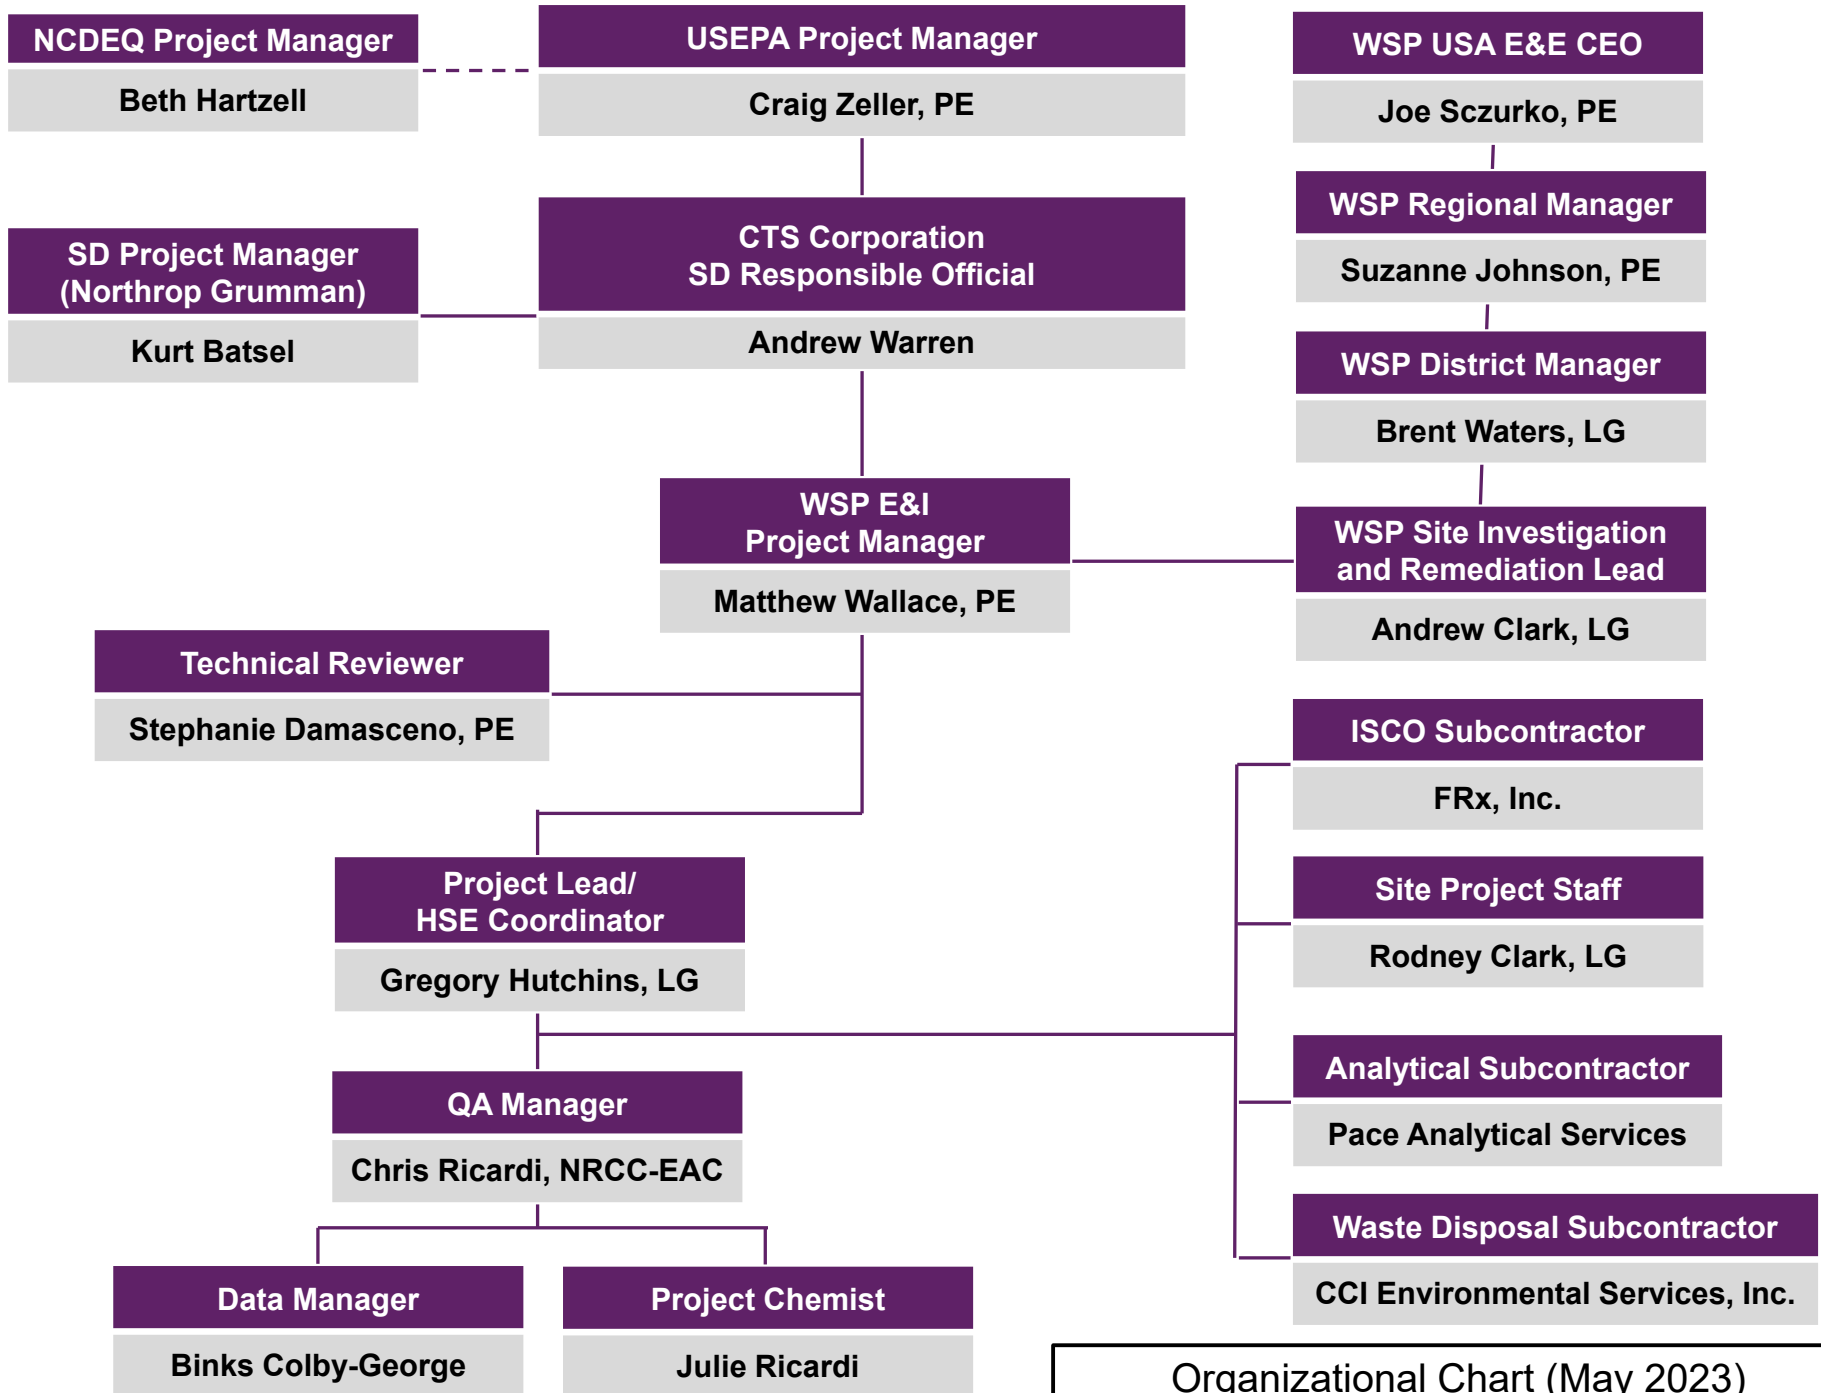 NCDEQ Project Manager
Beth Hartzell
USEPA Project Manager
Craig Zeller, PE
WSP USA E&E CEO
Joe Sczurko, PE
WSP Regional Manager
Suzanne Johnson, PE
SD Project Manager
(Northrop Grumman)
Kurt Batsel
CTS Corporation
SD Responsible Official
Andrew Warren
WSP District Manager
Brent Waters, LG
WSP E&I
Project Manager
Matthew Wallace, PE
WSP Site Investigation
and Remediation Lead
Andrew Clark, LG
Technical Reviewer
Stephanie Damasceno, PE
ISCO Subcontractor
FRx, Inc.
Project Lead/
HSE Coordinator
Gregory Hutchins, LG
Site Project Staff
Rodney Clark, LG
QA Manager
Chris Ricardi, NRCC-EAC
Analytical Subcontractor
Pace Analytical Services
Waste Disposal Subcontractor
CCI Environmental Services, Inc.
Data Manager
Binks Colby-George
Project Chemist
Julie Ricardi
Organizational Chart (May 2023)